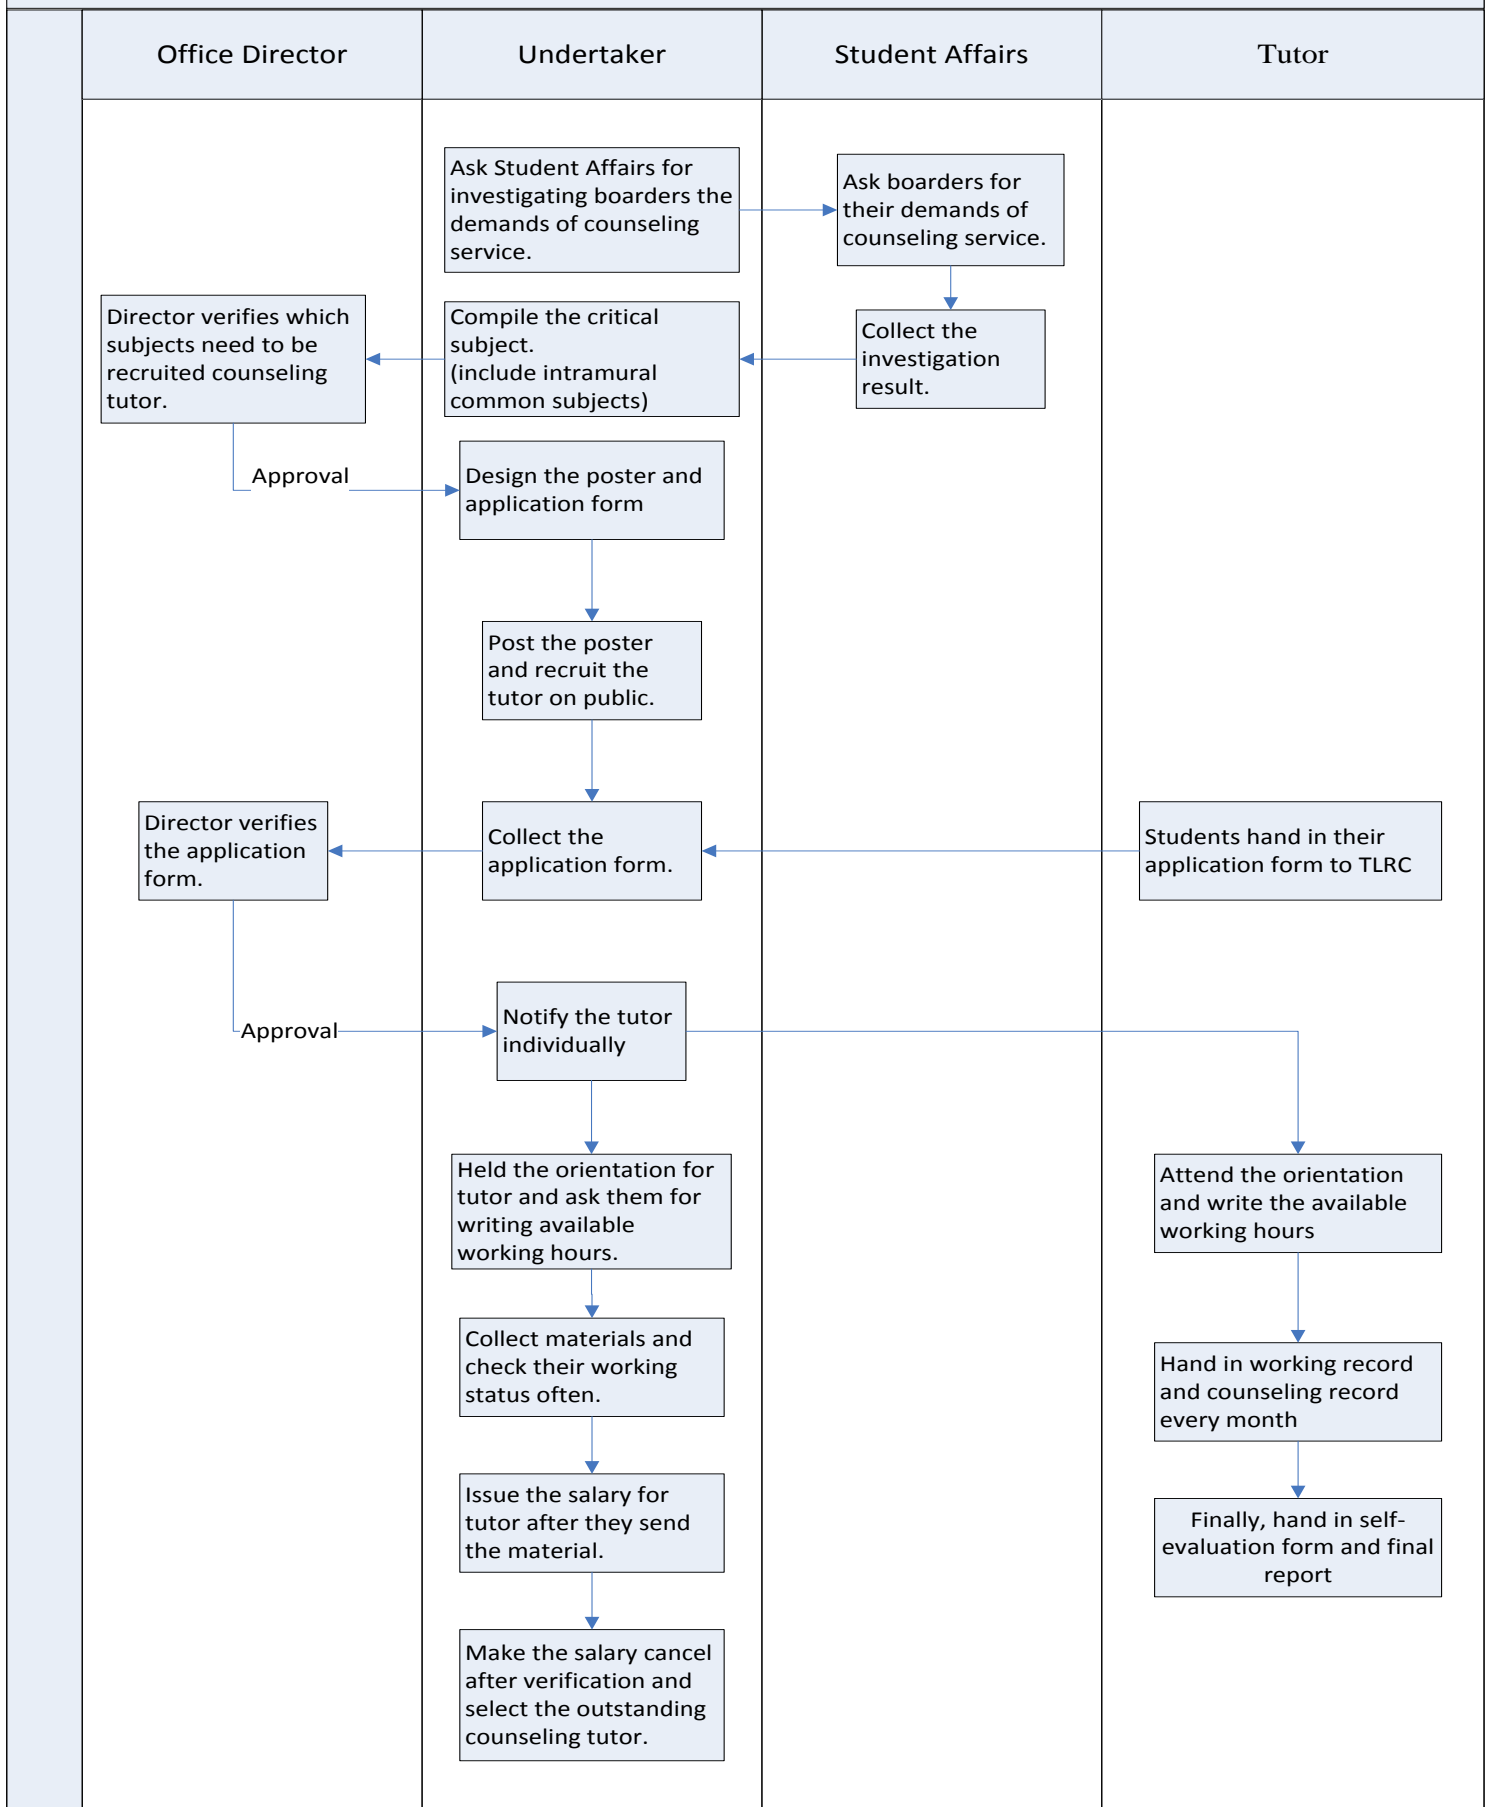 Office Director
Undertaker
Student Affairs
Tutor
Ask Student Affairs for
investigating boarders the
demands of counseling
service.
Ask boarders for
their demands of
counseling service.
Director verifies which
subjects need to be
recruited counseling
tutor.
Compile the critical
subject.
(include intramural
common subjects)
Collect the
investigation
result.
Approval
Design the poster and
application form
Post the poster
and recruit the
tutor on public.
Director verifies
the application
form.
Collect the
application form.
Students hand in their
application form to TLRC
Approval
Notify the tutor
individually
Held the orientation for
tutor and ask them for
writing available
working hours.
Attend the orientation
and write the available
working hours
Collect materials and
check their working
status often.
Hand in working record
and counseling record
every month
Issue the salary for
tutor after they send
the material.
Finally, hand in self-
evaluation form and final
report
Make the salary cancel
after verification and
select the outstanding
counseling tutor.